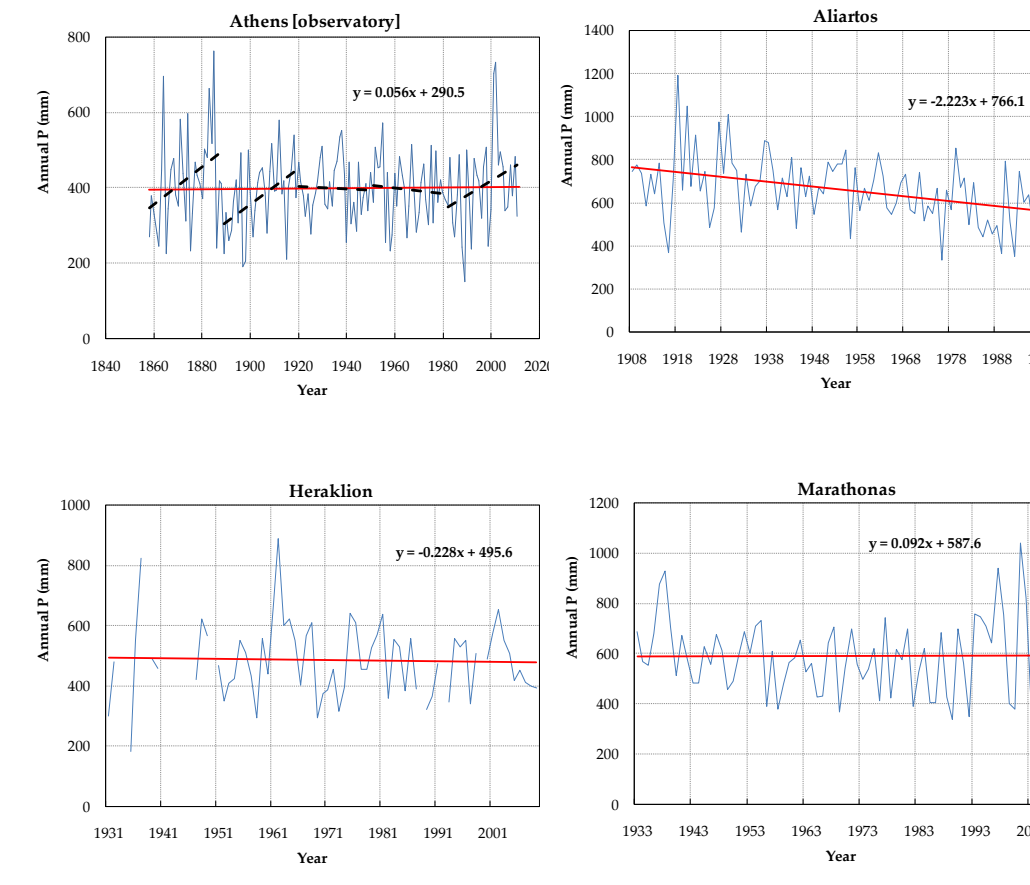 Athens [observatory]
800
600
400
200
0
Annual P (mm)
y = 0.056x + 290.5
1840 1860 1880 1900 1920 1940 1960 1980 2000 202
Year
Aliartos
1400
1200
1000
800
600
400
200
0
Annual P (mm)
y = -2.223x + 766.1
1908 1918 1928 1938 1948 1958 1968 1978 1988 1
Year
Heraklion
1000
800
600
400
200
0
Annual P (mm)
y = -0.228x + 495.6
1931 1941 1951 1961 1971 1981 1991 2001
Year
Marathonas
1200
1000
800
600
400
200
0
Annual P (mm)
y = 0.092x + 587.6
1933 1943 1953 1963 1973 1983 1993 20
Year